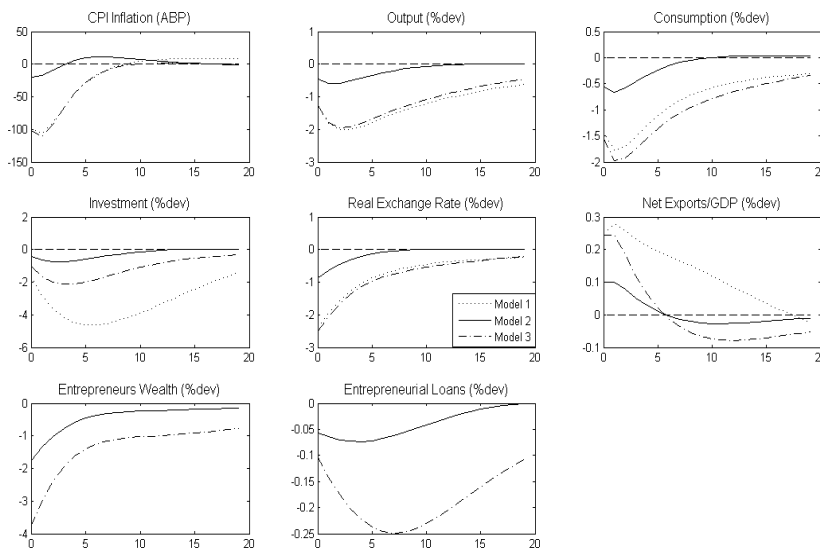 CPI Inflation (ABP)
50
0
-50
-100
-150
0 5 10 15 20
Output (%dev)
1
0
-1
-2
-3
0 5 10 15 20
Consumption (%dev)
0.5
0
-0.5
-1
-1.5
-2
0 5 10 15 20
Investment (%dev)
2
0
-2
-4
-6
0 5 10 15 20
Real Exchange Rate (%dev)
1
0
-1
-2
-3
0 5 10 15 20
Model 1
Model 2
Model 3
Net Exports/GDP (%dev)
0.3
0.2
0.1
0
-0.1
0 5 10 15 20
Entrepreneurs Wealth (%dev)
0
-1
-2
-3
-4
0 5 10 15 20
Entrepreneurial Loans (%dev)
0
-0.05
-0.1
-0.15
-0.2
-0.25
0 5 10 15 20